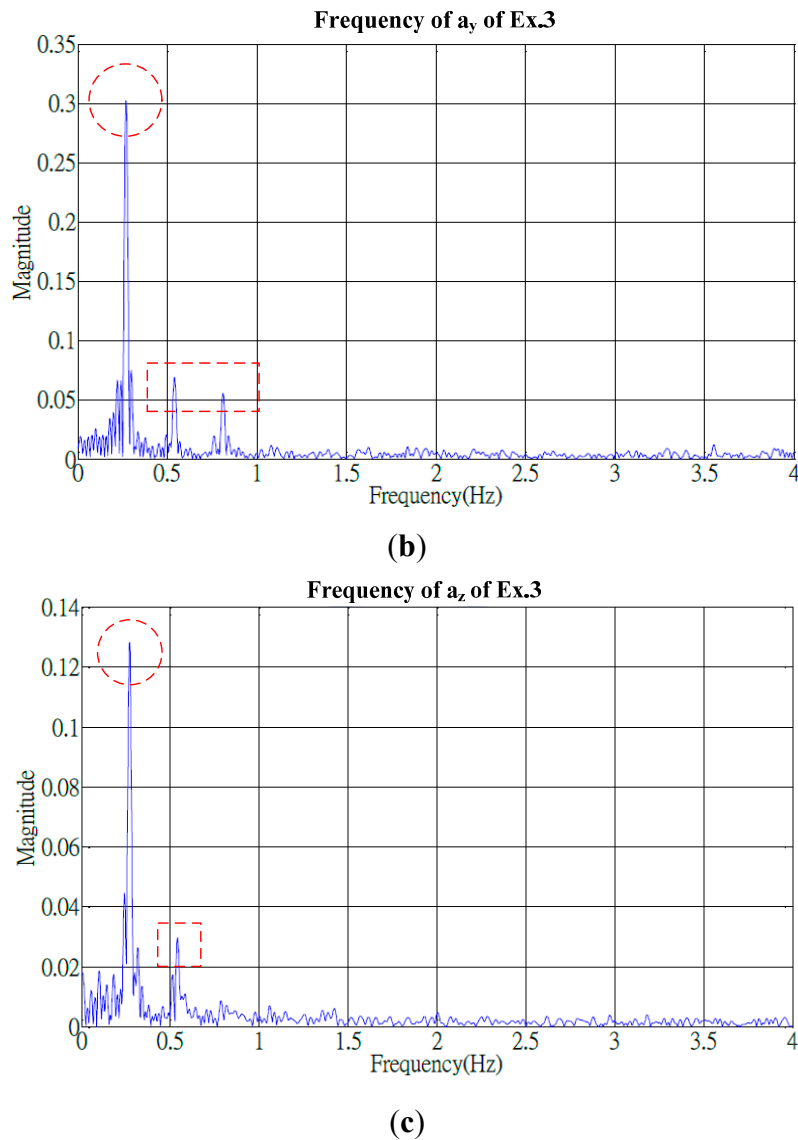 Frequency of ay of Ex.3
0.35
0.3
0.25
0.2
0.15
0.1
0.05
0
Magnitude
0 0.5 1 1.5 2 2.5 3 3.5 4
Frequency(Hz)
(b)
Frequency of az of Ex.3
0.14
0.12
0.1
0.08
0.06
0.04
0.02
0
Magnitude
0 0.5 1 1.5 2 2.5 3 3.5 4
Frequency(Hz)
(c)